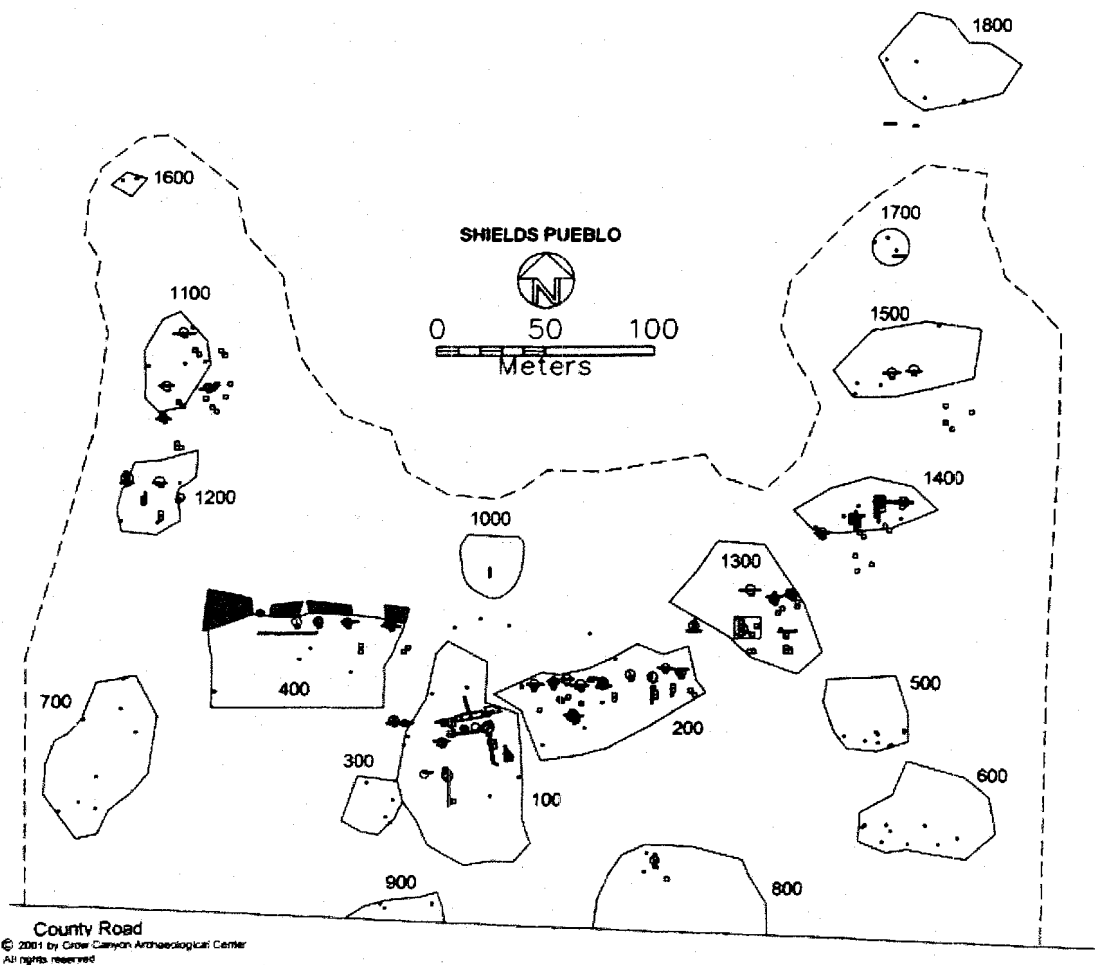 1800
1600
1700
SHIELDS PUEBLO
N
1100
0 50 100
Meters
1500
1400
1200
1000
1300
400
700
500
200
300
100
600
900
800
County Road
© 2001 by Crow Canyon Archaeological Center
All rights reserved